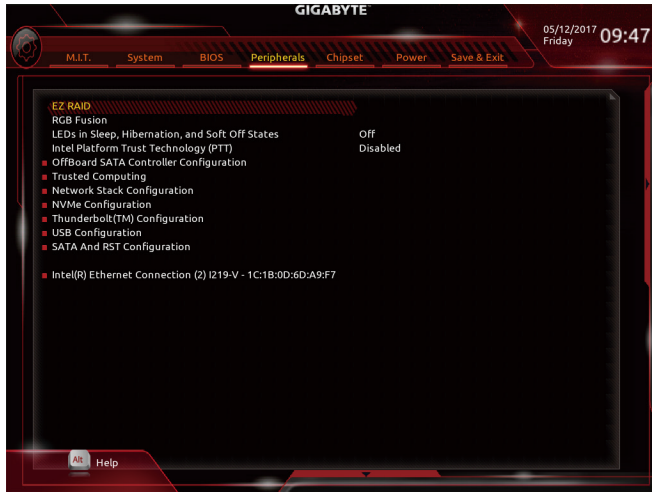 GIGABYTE™
05/12/2017 09:47
Friday
M.I.T. System BIOS Peripherals Chipset Power Save & Exit
EZ RAID
RGB Fusion
LEDs in Sleep, Hibernation, and Soft Off States Off
Intel Platform Trust Technology (PTT) Disabled
OffBoard SATA Controller Configuration
Trusted Computing
Network Stack Configuration
NVMe Configuration
Thunderbolt(TM) Configuration
USB Configuration
SATA And RST Configuration
Intel(R) Ethernet Connection (2) I219-V - 1C:1B:0D:6D:A9:F7
Alt Help